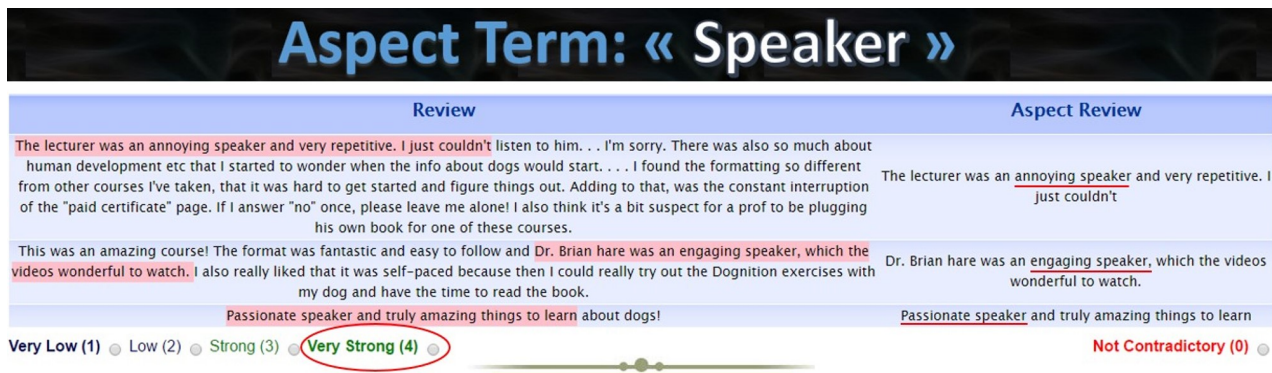 Aspect Term: « Speaker »
Review
Aspect Review
The lecturer was an annoying speaker and very repetitive. I just couldn't listen to him. . . I'm sorry. There was also so much about
human development etc that I started to wonder when the info about dogs would start. . . . I found the formatting so different
from other courses I've taken, that it was hard to get started and figure things out. Adding to that, was the constant interruption
of the "paid certificate" page. If I answer "no" once, please leave me alone! I also think it's a bit suspect for a prof to be plugging
his own book for one of these courses.
The lecturer was an annoying speaker and very repetitive. I
just couldn't
This was an amazing course! The format was fantastic and easy to follow and Dr. Brian hare was an engaging speaker, which the
videos wonderful to watch. I also really liked that it was self-paced because then I could really try out the Dognition exercises with
my dog and have the time to read the book.
Dr. Brian hare was an engaging speaker, which the videos
wonderful to watch.
Passionate speaker and truly amazing things to learn about dogs!
Passionate speaker and truly amazing things to learn
Very Low (1) Low (2) Strong (3) Very Strong (4) Not Contradictory (0)